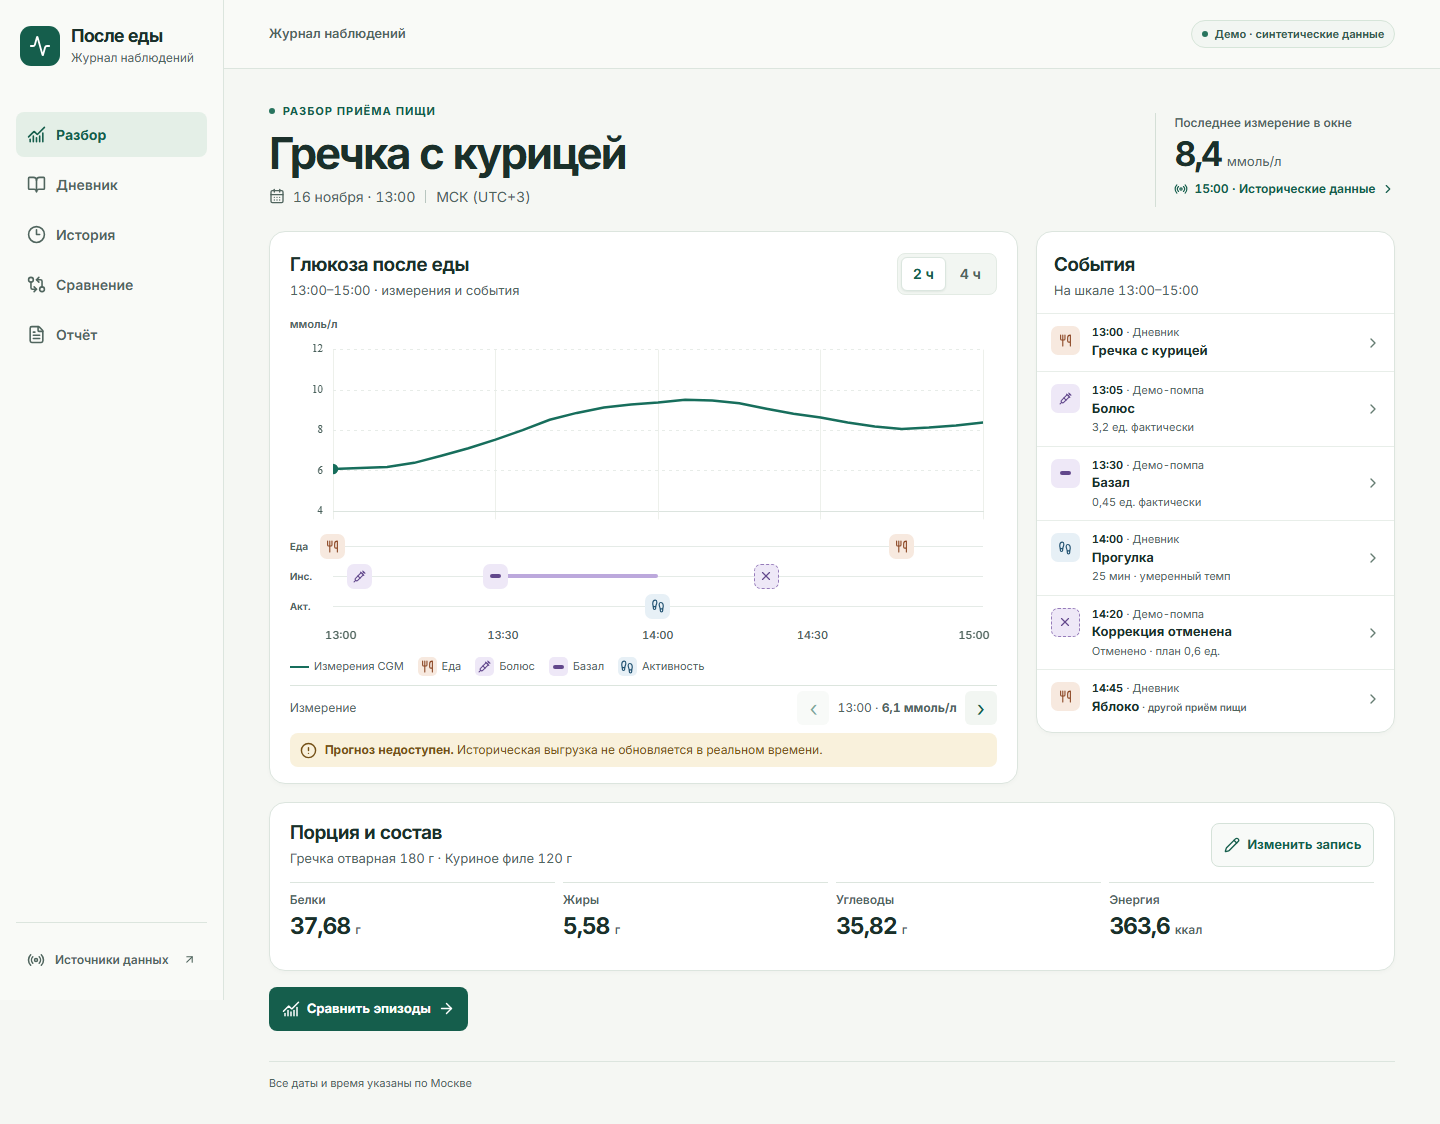 После еды
Журнал наблюдений
Разбор
Дневник
История
Сравнение
Отчёт
Источники данных
Журнал наблюдений
Демо · синтетические данные
РАЗБОР ПРИЁМА ПИЩИ
Гречка с курицей
16 ноября · 13:00 | МСК (UTC+3)
Последнее измерение в окне
8,4 ммоль/л
15:00 · Исторические данные
Глюкоза после еды
13:00–15:00 · измерения и события
2 ч
4 ч
ммоль/л
12
10
8
6
4
Еда
Инс.
Акт.
13:00
13:30
14:00
14:30
15:00
Измерения CGM
Еда
Болюс
Базал
Активность
Измерение
13:00 · 6,1 ммоль/л
Прогноз недоступен. Историческая выгрузка не обновляется в реальном времени.
События
На шкале 13:00–15:00
13:00 · Дневник
Гречка с курицей
13:05 · Демо-помпа
Болюс
3,2 ед. фактически
13:30 · Демо-помпа
Базал
0,45 ед. фактически
14:00 · Дневник
Прогулка
25 мин · умеренный темп
14:20 · Демо-помпа
Коррекция отменена
Отменено · план 0,6 ед.
14:45 · Дневник
Яблоко · другой приём пищи
Порция и состав
Гречка отварная 180 г · Куриное филе 120 г
Изменить запись
Белки
37,68 г
Жиры
5,58 г
Углеводы
35,82 г
Энергия
363,6 ккал
Сравнить эпизоды
Все даты и время указаны по Москве